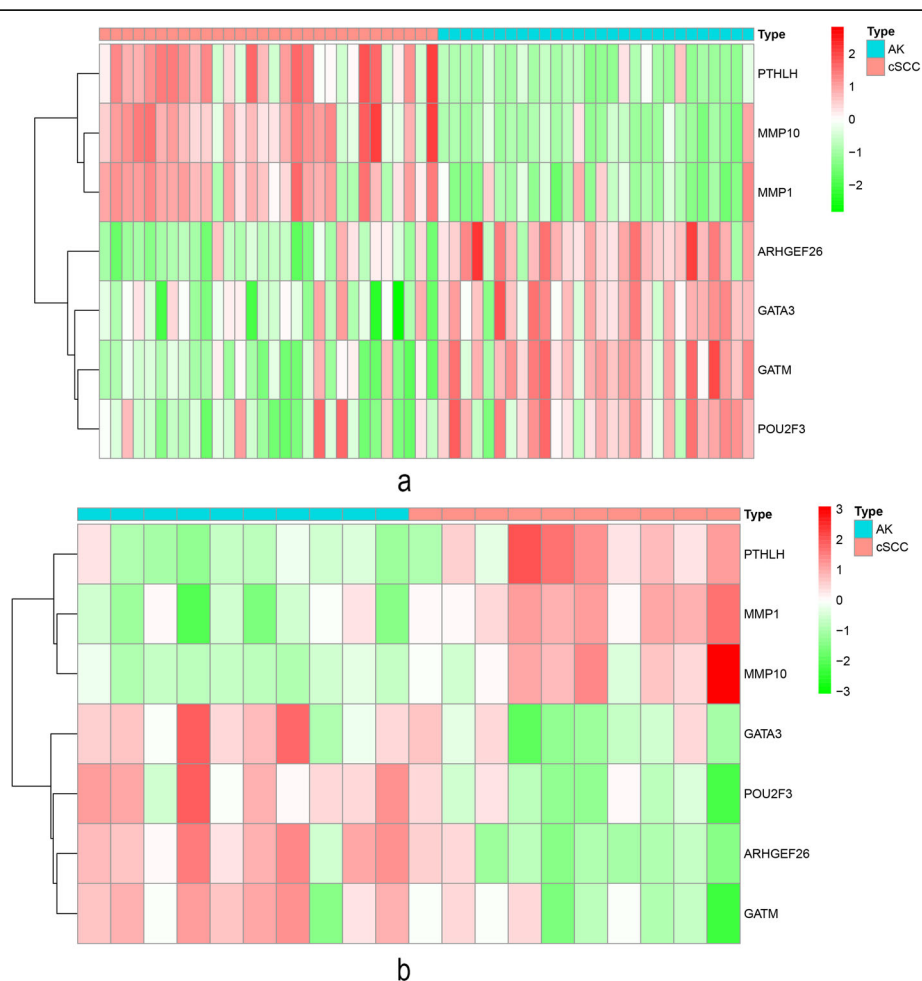 Type
Type
AK
cSCC
2
1
0
−1
−2
PTHLH
MMP10
MMP1
ARHGEF26
GATA3
GATM
POU2F3
a
Type
Type
AK
cSCC
3
2
1
0
−1
−2
−3
PTHLH
MMP1
MMP10
GATA3
POU2F3
ARHGEF26
GATM
b